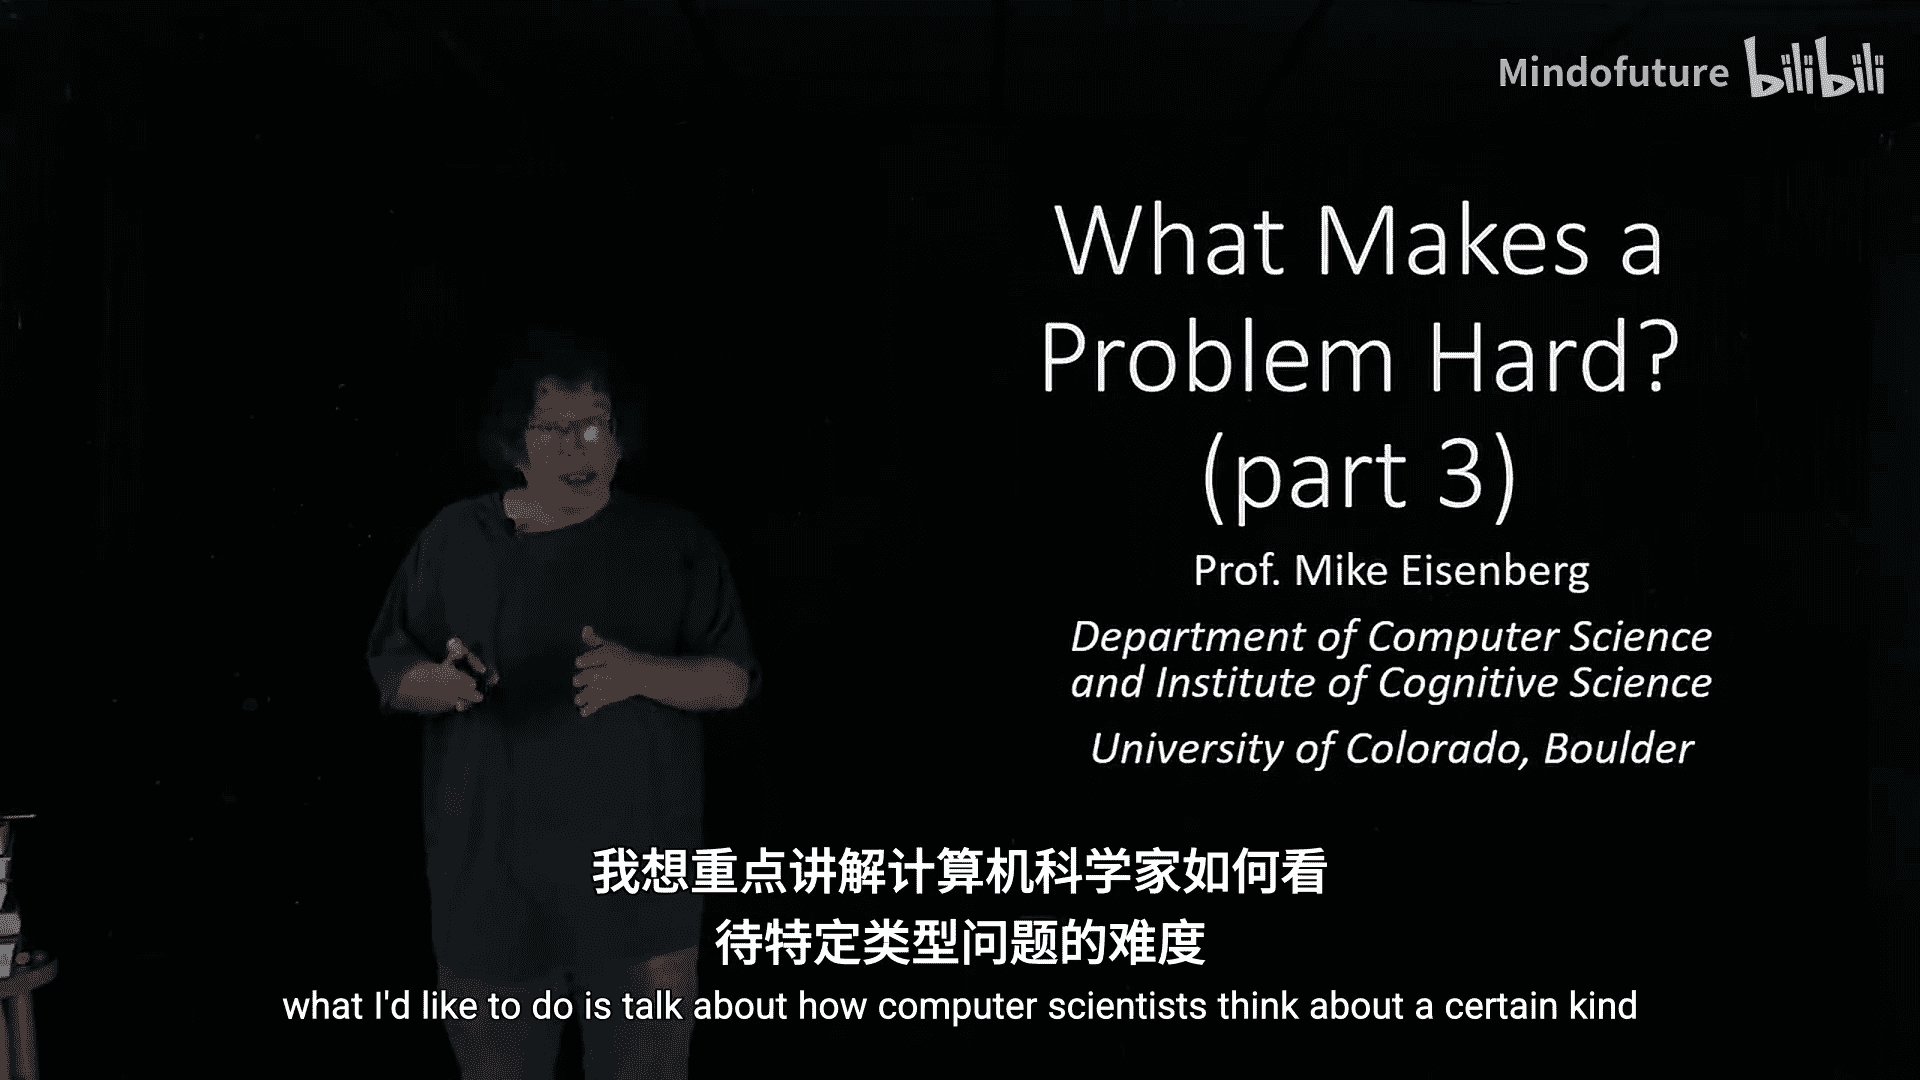 Mindofuture bilibili
What Makes a
Problem Hard?
(part 3)
Prof. Mike Eisenberg
Department of Computer Science
and Institute of Cognitive Science
University of Colorado, Boulder
我想重点讲解计算机科学家如何看
待特定类型问题的难度
what I'd like to do is talk about how computer scientists think about a certain kind